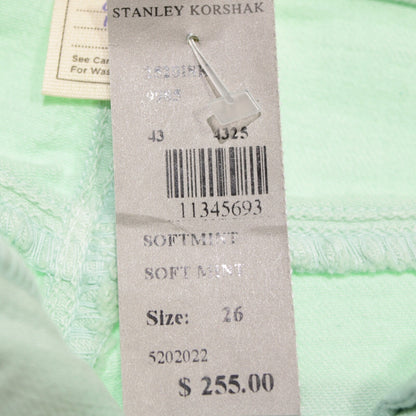 STANLEY KORSHAK
See Car
For Was
43 4325
11345693
SOFTMINT
SOFT MINT
Size: 26
5202022
$ 255.00